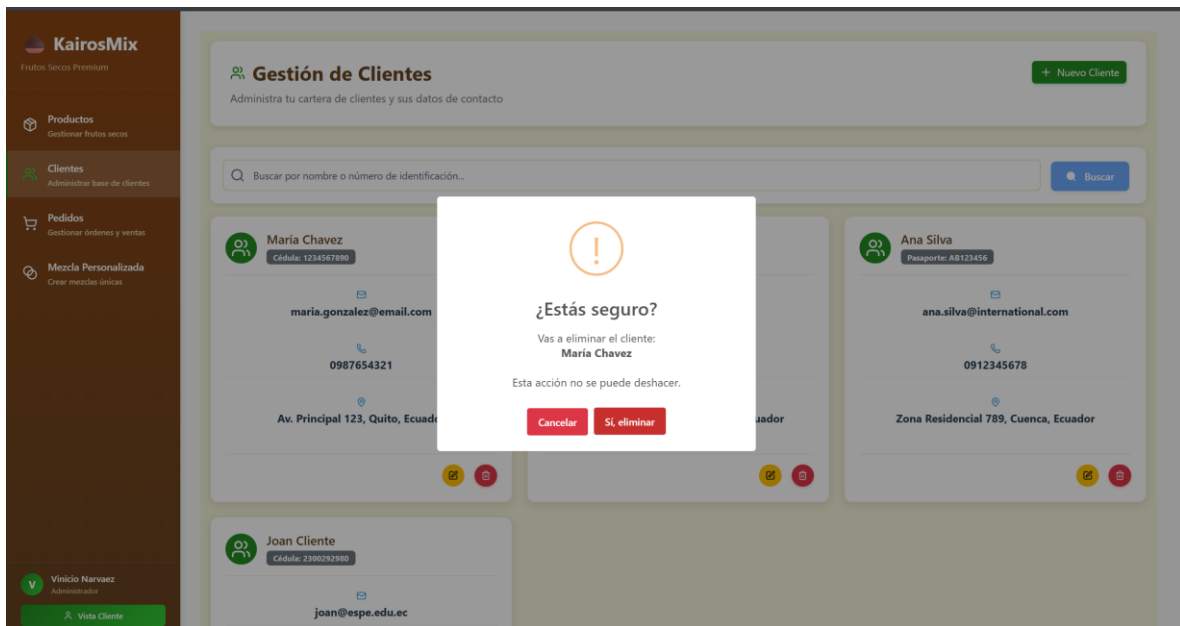 KairosMix
Frutos Secos Premium
Productos
Gestionar frutos secos
Clientes
Administrar base de clientes
Pedidos
Gestionar órdenes y ventas
Mezcla Personalizada
Crear mezclas únicas
Vinicio Narvaez
V
Administrador
Vista Cliente
Gestión de Clientes
Administra tu cartera de clientes y sus datos de contacto
+ Nuevo Cliente
Buscar por nombre o número de identificación...
Buscar
María Chavez
Cédula: 1234567890
maria.gonzalez@email.com
0987654321
Av. Principal 123, Quito, Ecuad
uador
Ana Silva
Pasaporte: AB123456
ana.silva@international.com
0912345678
Zona Residencial 789, Cuenca, Ecuador
Joan Cliente
Cédula: 2300292980
joan@espe.edu.ec
!
¿Estás seguro?
Vas a eliminar el cliente:
María Chavez
Esta acción no se puede deshacer.
Cancelar
Sí, eliminar